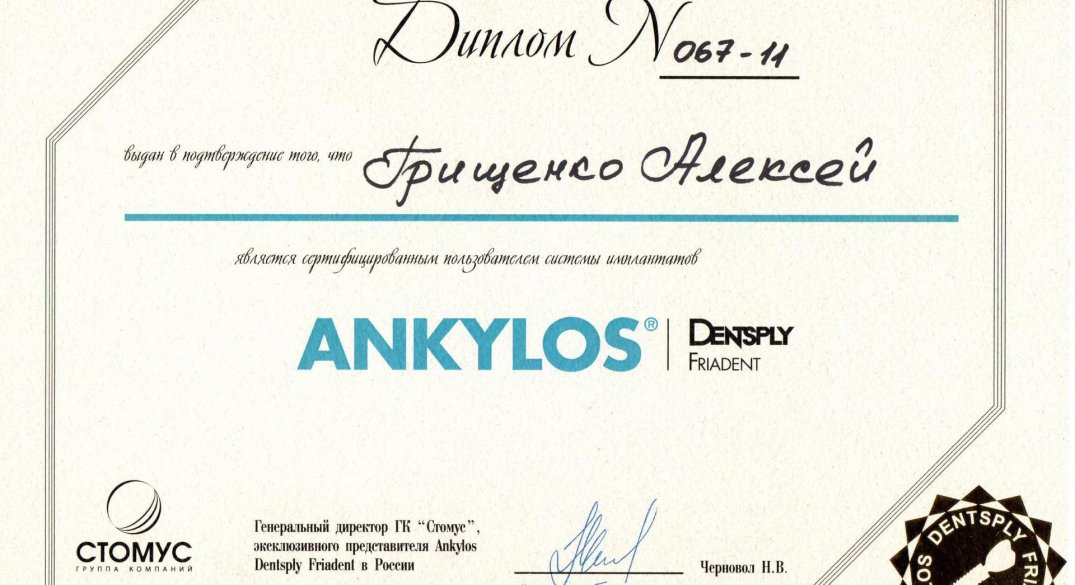 Диплом N 067-11
выдан в подтверждение того, что Грищенко Алексей
является сертифицированным пользователем системы имплантатов
ANKYLOS® DENTSPLY
FRIADENT
СТОМУС
ГРУППА КОМПАНИЙ
Генеральный директор ГК “Стомус”,
эксклюзивного представителя Ankylos
Dentsply Friadent в России
Черновол Н.В.
DENTSPLY